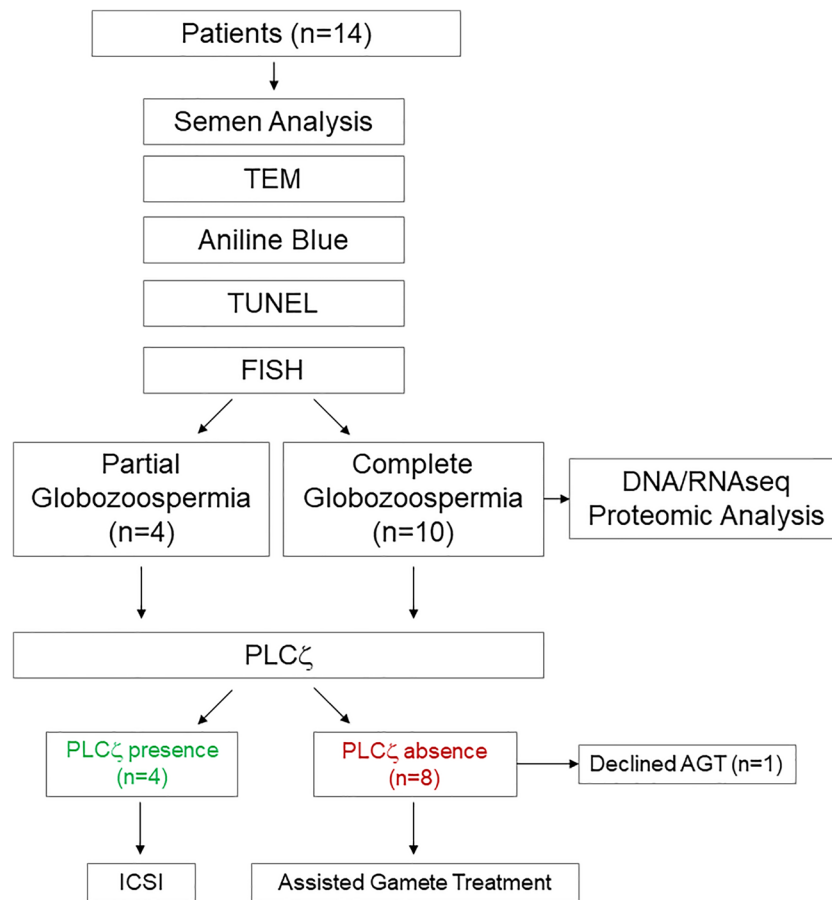 Patients (n=14)
Semen Analysis
TEM
Aniline Blue
TUNEL
FISH
Partial
Globozoospermia
(n=4)
Complete
Globozoospermia
(n=10)
DNA/RNAseq
Proteomic Analysis
PLCζ
PLCζ presence
(n=4)
PLCζ absence
(n=8)
Declined AGT (n=1)
ICSI
Assisted Gamete Treatment